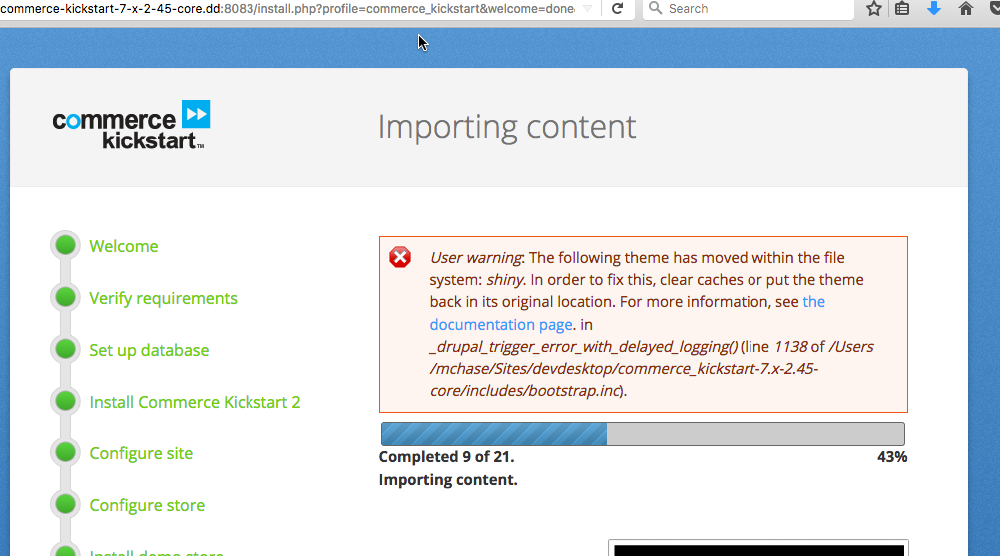 commerce-kickstart-7-x-2-45-core.dd:8083/install.php?profile=commerce_kickstart&welcome=done
Search
commerce
kickstart™
Importing content
Welcome
Verify requirements
Set up database
Install Commerce Kickstart 2
Configure site
Configure store
Install demo store
User warning: The following theme has moved within the file
system: shiny. In order to fix this, clear caches or put the theme
back in its original location. For more information, see the
documentation page. in
_drupal_trigger_error_with_delayed_logging() (line 1138 of /Users
/mchase/Sites/devdesktop/commerce_kickstart-7.x-2.45-
core/includes/bootstrap.inc).
Completed 9 of 21.
43%
Importing content.